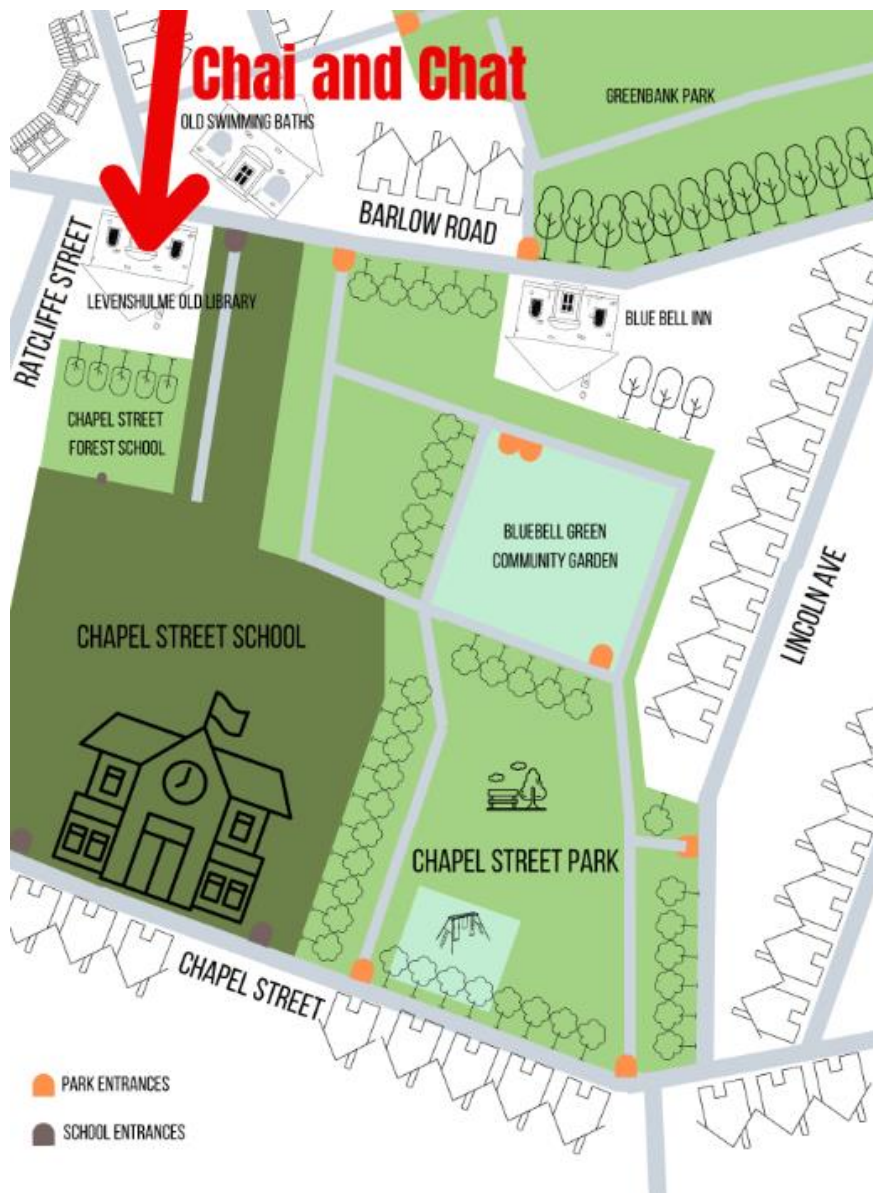 Chai and Chat
GREENBANK PARK
OLD SWIMMING BATHS
BARLOW ROAD
RATCLIFFE STREET
LEVENSHULME OLD LIBRARY
BLUE BELL INN
CHAPEL STREET
FOREST SCHOOL
BLUEBELL GREEN
COMMUNITY GARDEN
LINCOLN AVE
CHAPEL STREET SCHOOL
CHAPEL STREET PARK
CHAPEL STREET
PARK ENTRANCES
SCHOOL ENTRANCES